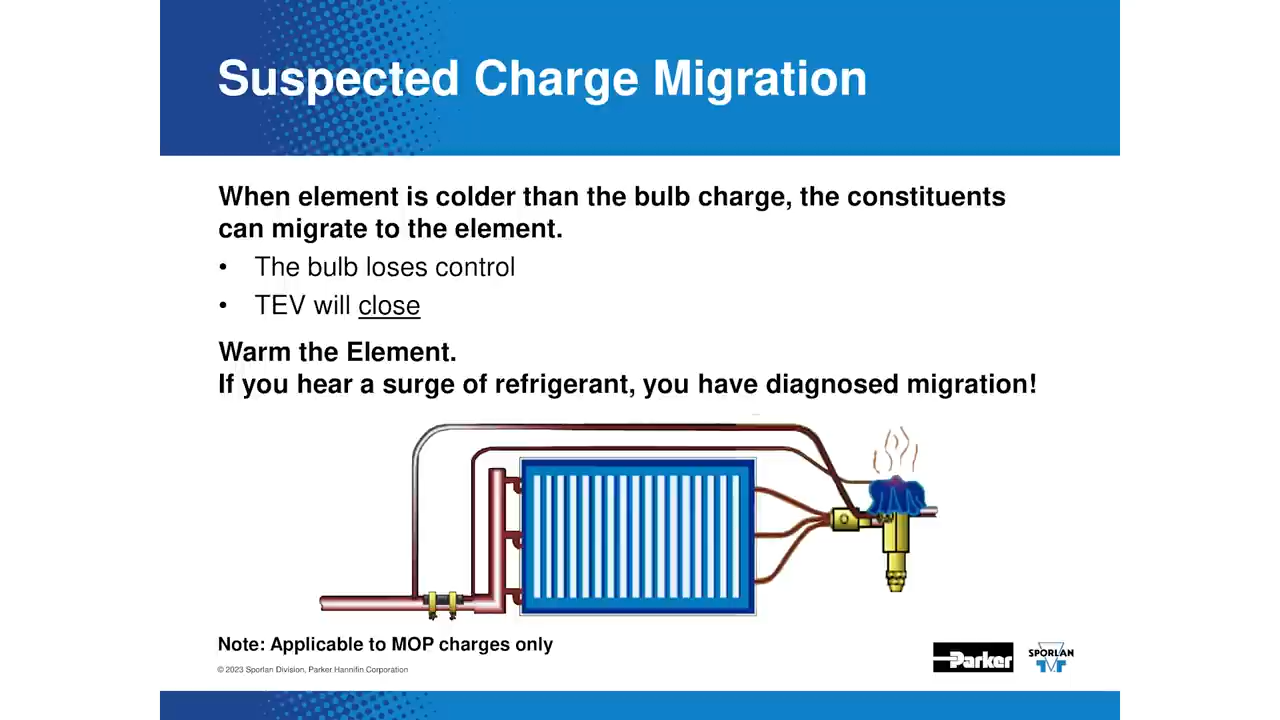 Suspected Charge Migration
When element is colder than the bulb charge, the constituents
can migrate to the element.
• The bulb loses control
• TEV will close
Warm the Element.
If you hear a surge of refrigerant, you have diagnosed migration!
Note: Applicable to MOP charges only
© 2023 Sporlan Division, Parker Hannifin Corporation
Parker
SPORLAN